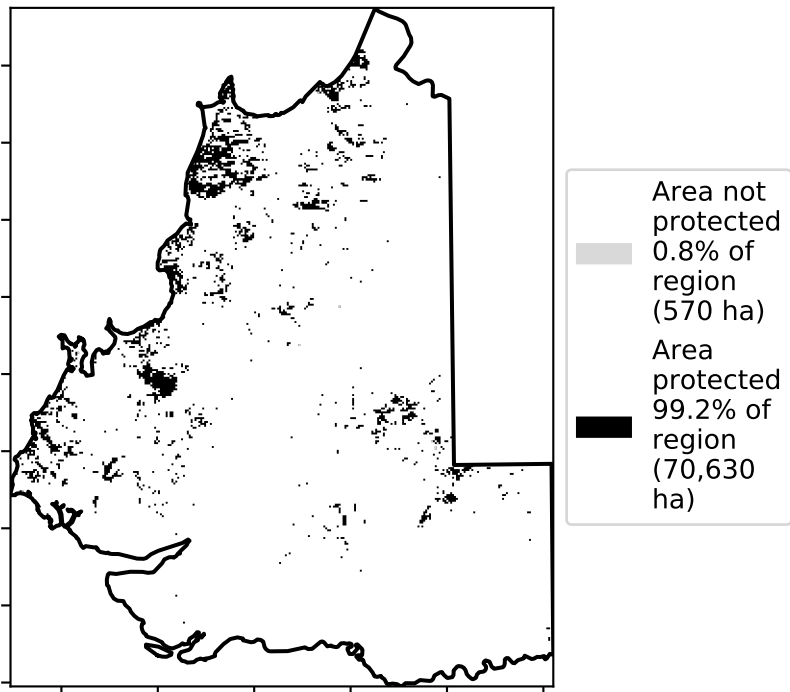 Area not
protected
0.8% of
region
(570 ha)
Area
protected
99.2% of
region
(70,630
ha)